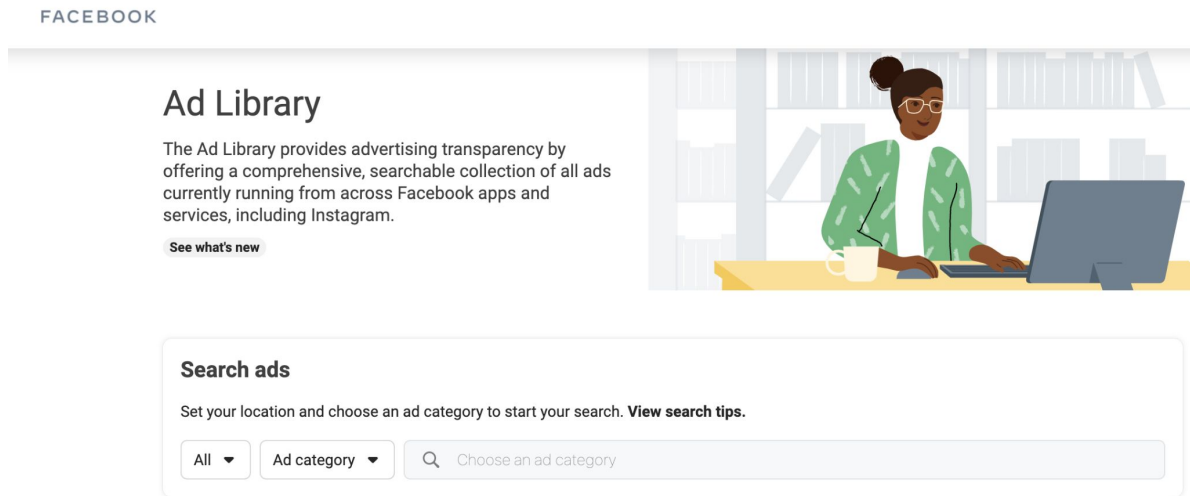 FACEBOOK
Ad Library
The Ad Library provides advertising transparency by
offering a comprehensive, searchable collection of all ads
currently running from across Facebook apps and
services, including Instagram.
See what's new
Search ads
Set your location and choose an ad category to start your search. View search tips.
All Ad category Choose an ad category